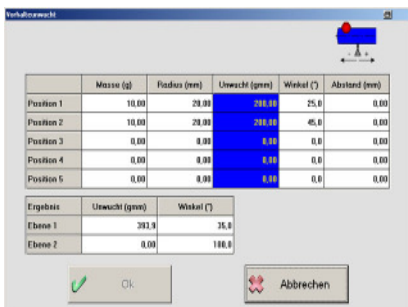 Vorhalteunwucht
Masse (g) Radius (mm) Unwucht (gmm) Winkel (°) Abstand (mm)
Position 1 10,00 20,00 200,00 25,0 0,00
Position 2 10,00 20,00 200,00 45,0 0,00
Position 3 0,00 0,00 0,00 0,0 0,00
Position 4 0,00 0,00 0,00 0,0 0,00
Position 5 0,00 0,00 0,00 0,0 0,00
Ergebnis Unwucht (gmm) Winkel (°)
Ebene 1 393,9 35,0
Ebene 2 0,00 180,0
Ok Abbrechen